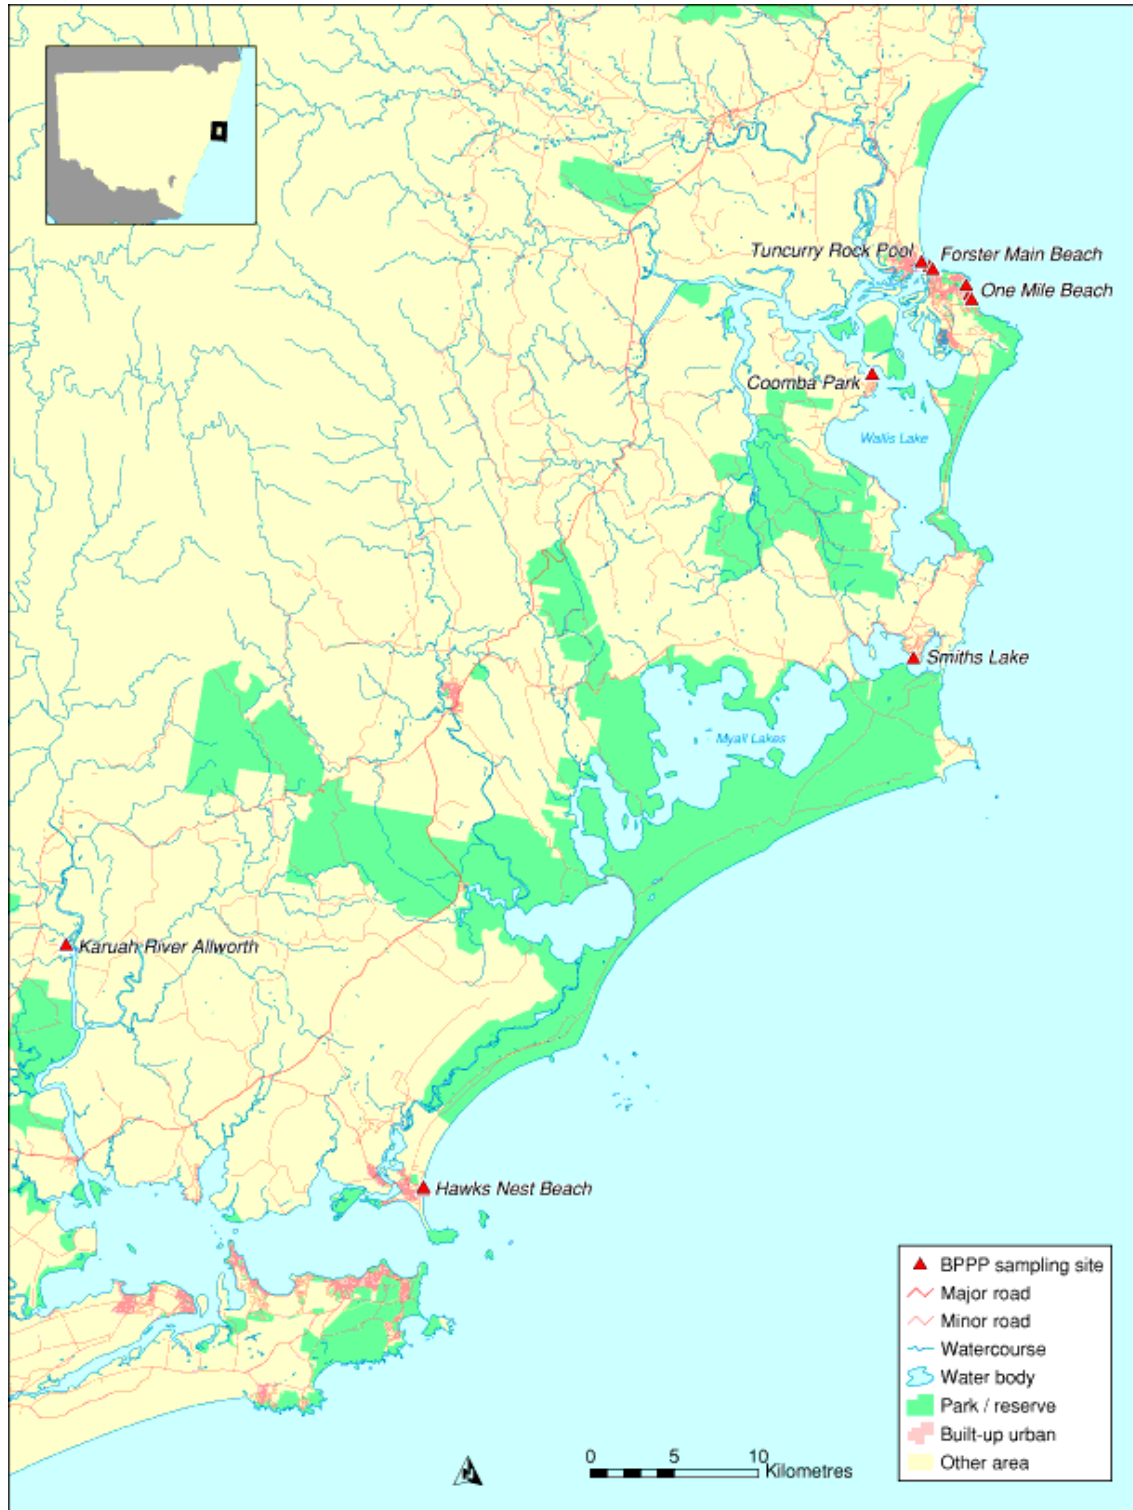 Tuncurry Rock Pool
Forster Main Beach
One Mile Beach
Coomba Park
Wallis Lake
Smiths Lake
Myall Lakes
Karuah River Allworth
Hawks Nest Beach
BPPP sampling site
Major road
Minor road
Watercourse
Water body
Park / reserve
Built-up urban
Other area
0 5 10
Kilometres